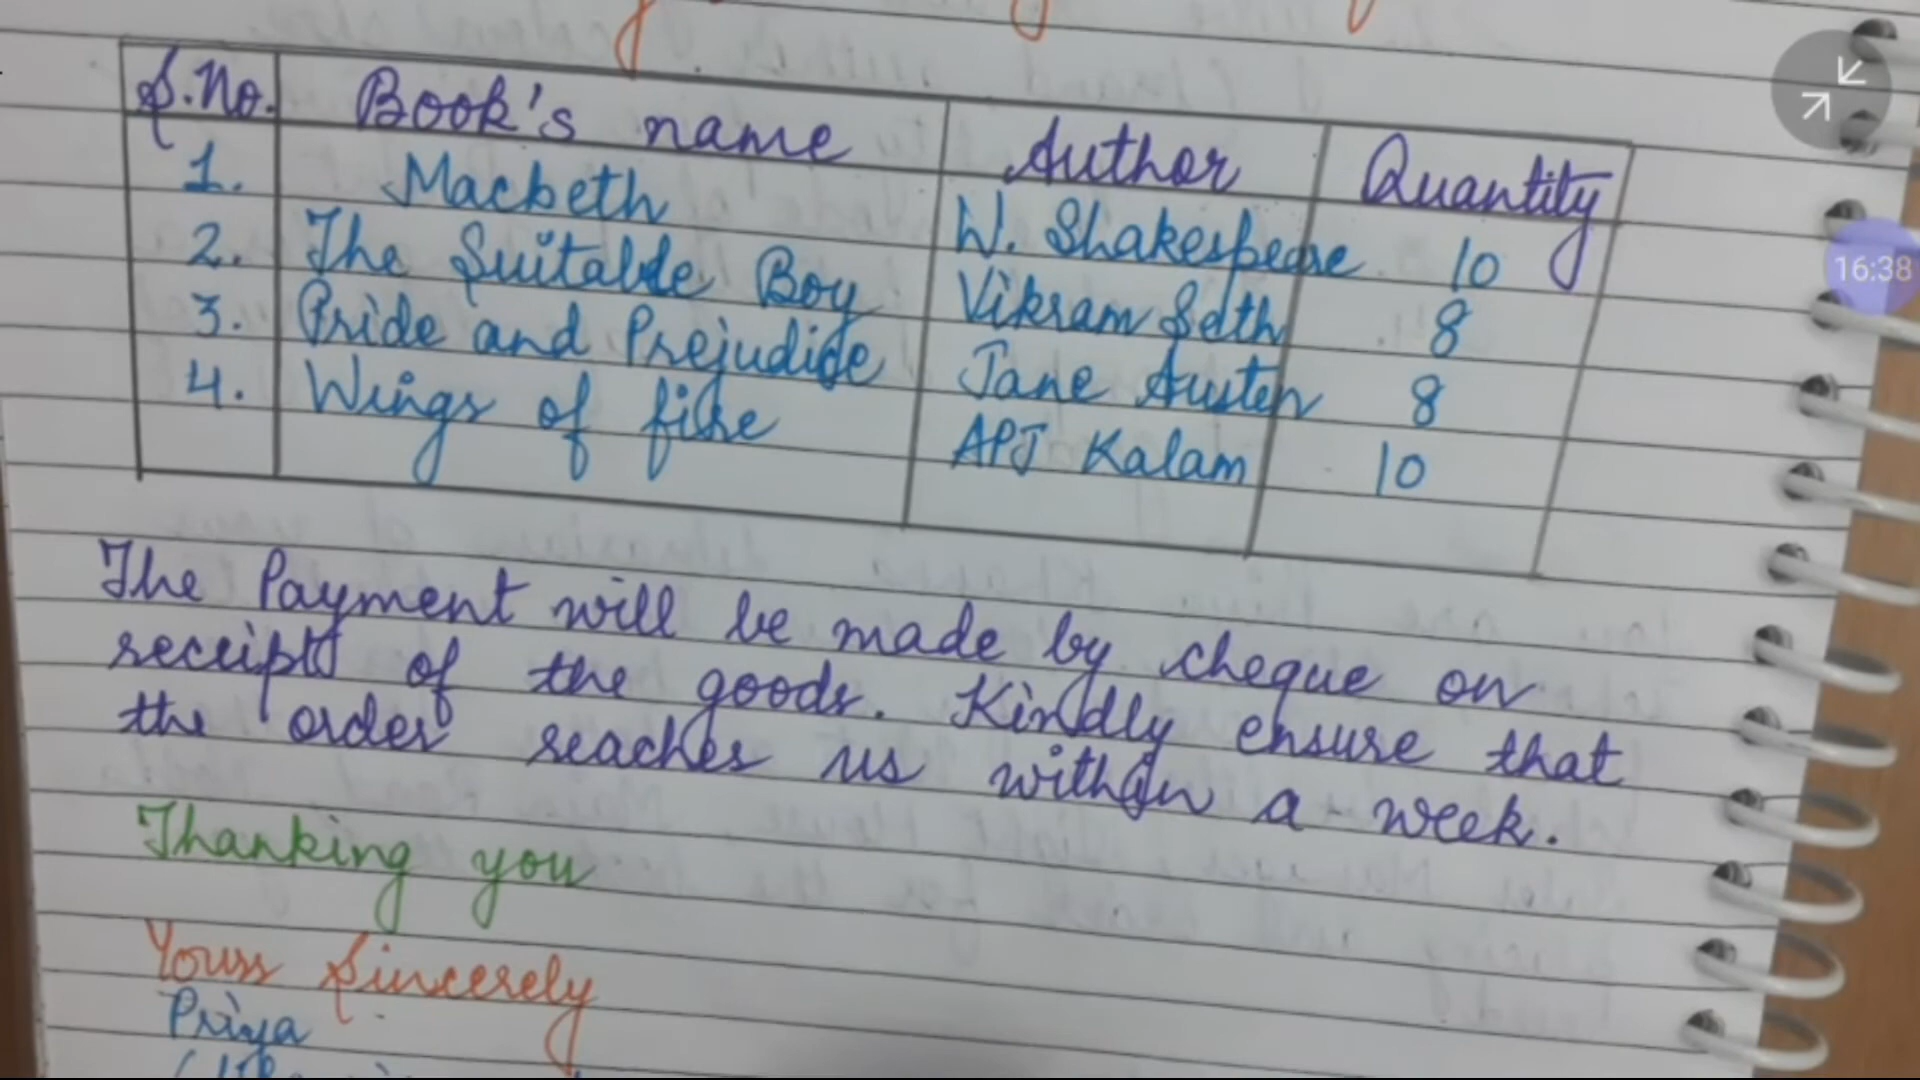 S.No. Book's name Author Quantity
1. Macbeth W. Shakespeare 10
2. The Suitable Boy Vikram Seth 8
3. Pride and Prejudice Jane Austen 8
4. Wings of fire APJ Kalam 10
The Payment will be made by cheque on
receipt of the goods. Kindly ensure that
the order reaches us within a week.
Thanking you
Yours Sincerely
Priya
16:38